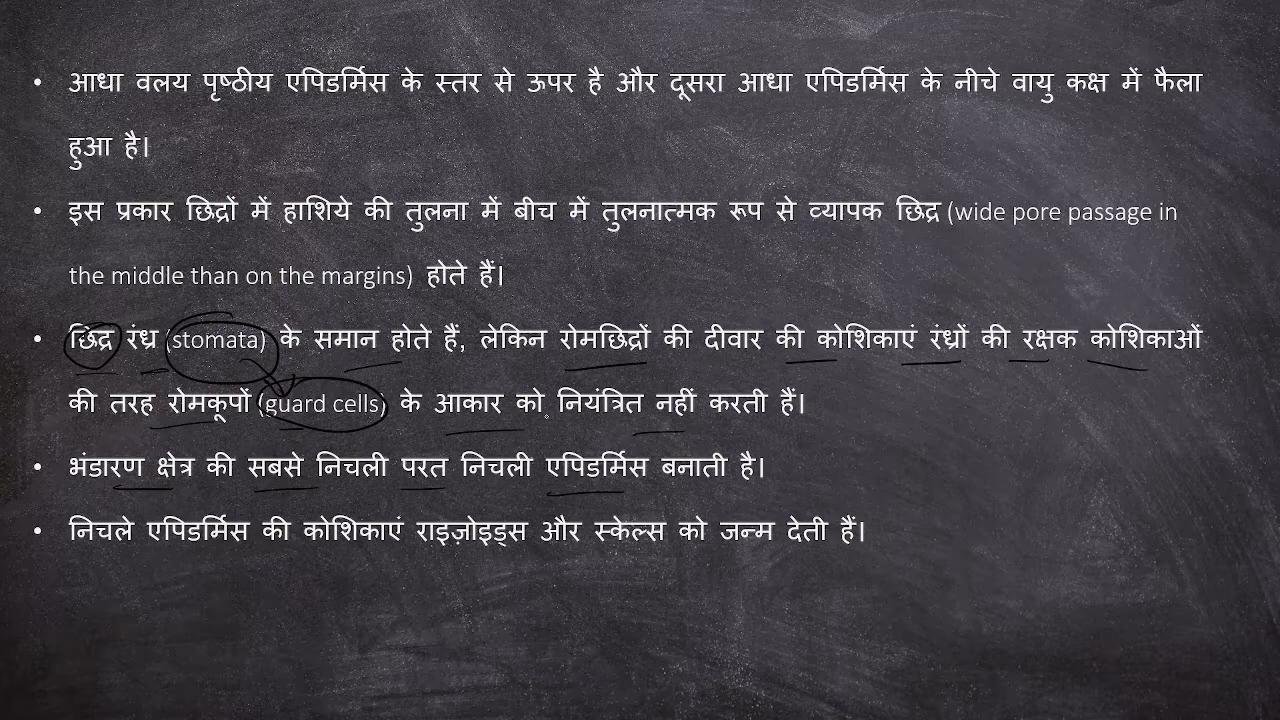 • आधा वलय पृष्ठीय एपिडर्मिस के स्तर से ऊपर है और दूसरा आधा एपिडर्मिस के नीचे वायु कक्ष में फैला
हुआ है।
• इस प्रकार छिद्रों में हाशिये की तुलना में बीच में तुलनात्मक रूप से व्यापक छिद्र (wide pore passage in
the middle than on the margins) होते हैं।
• छिद्र रंध्र (stomata) के समान होते हैं, लेकिन रोमछिद्रों की दीवार की कोशिकाएं रंध्रों की रक्षक कोशिकाओं
की तरह रोमकूपों (guard cells) के आकार को नियंत्रित नहीं करती हैं।
• भंडारण क्षेत्र की सबसे निचली परत निचली एपिडर्मिस बनाती है।
• निचले एपिडर्मिस की कोशिकाएं राइज़ोइड्स और स्केल्स को जन्म देती हैं।